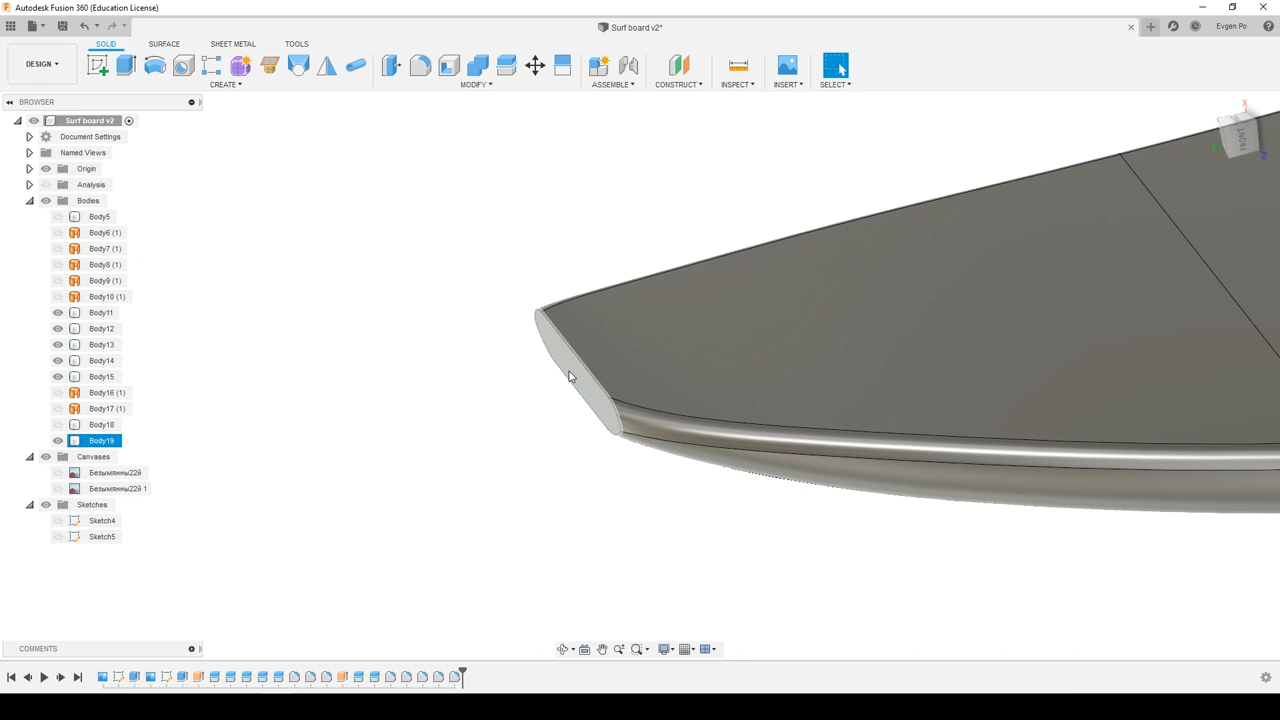 Autodesk Fusion 360 (Education License)
Surf board v2*
Evgen Po
DESIGN
SOLID
SURFACE
SHEET METAL
TOOLS
CREATE
MODIFY
ASSEMBLE
CONSTRUCT
INSPECT
INSERT
SELECT
BROWSER
Surf board v2
Document Settings
Named Views
Origin
Analysis
Bodies
Body5
Body6 (1)
Body7 (1)
Body8 (1)
Body9 (1)
Body10 (1)
Body11
Body12
Body13
Body14
Body15
Body16 (1)
Body17 (1)
Body18
Body19
Canvases
Безымянны22й
Безымянны22й 1
Sketches
Sketch4
Sketch5
X
FRONT
Y
Z
COMMENTS